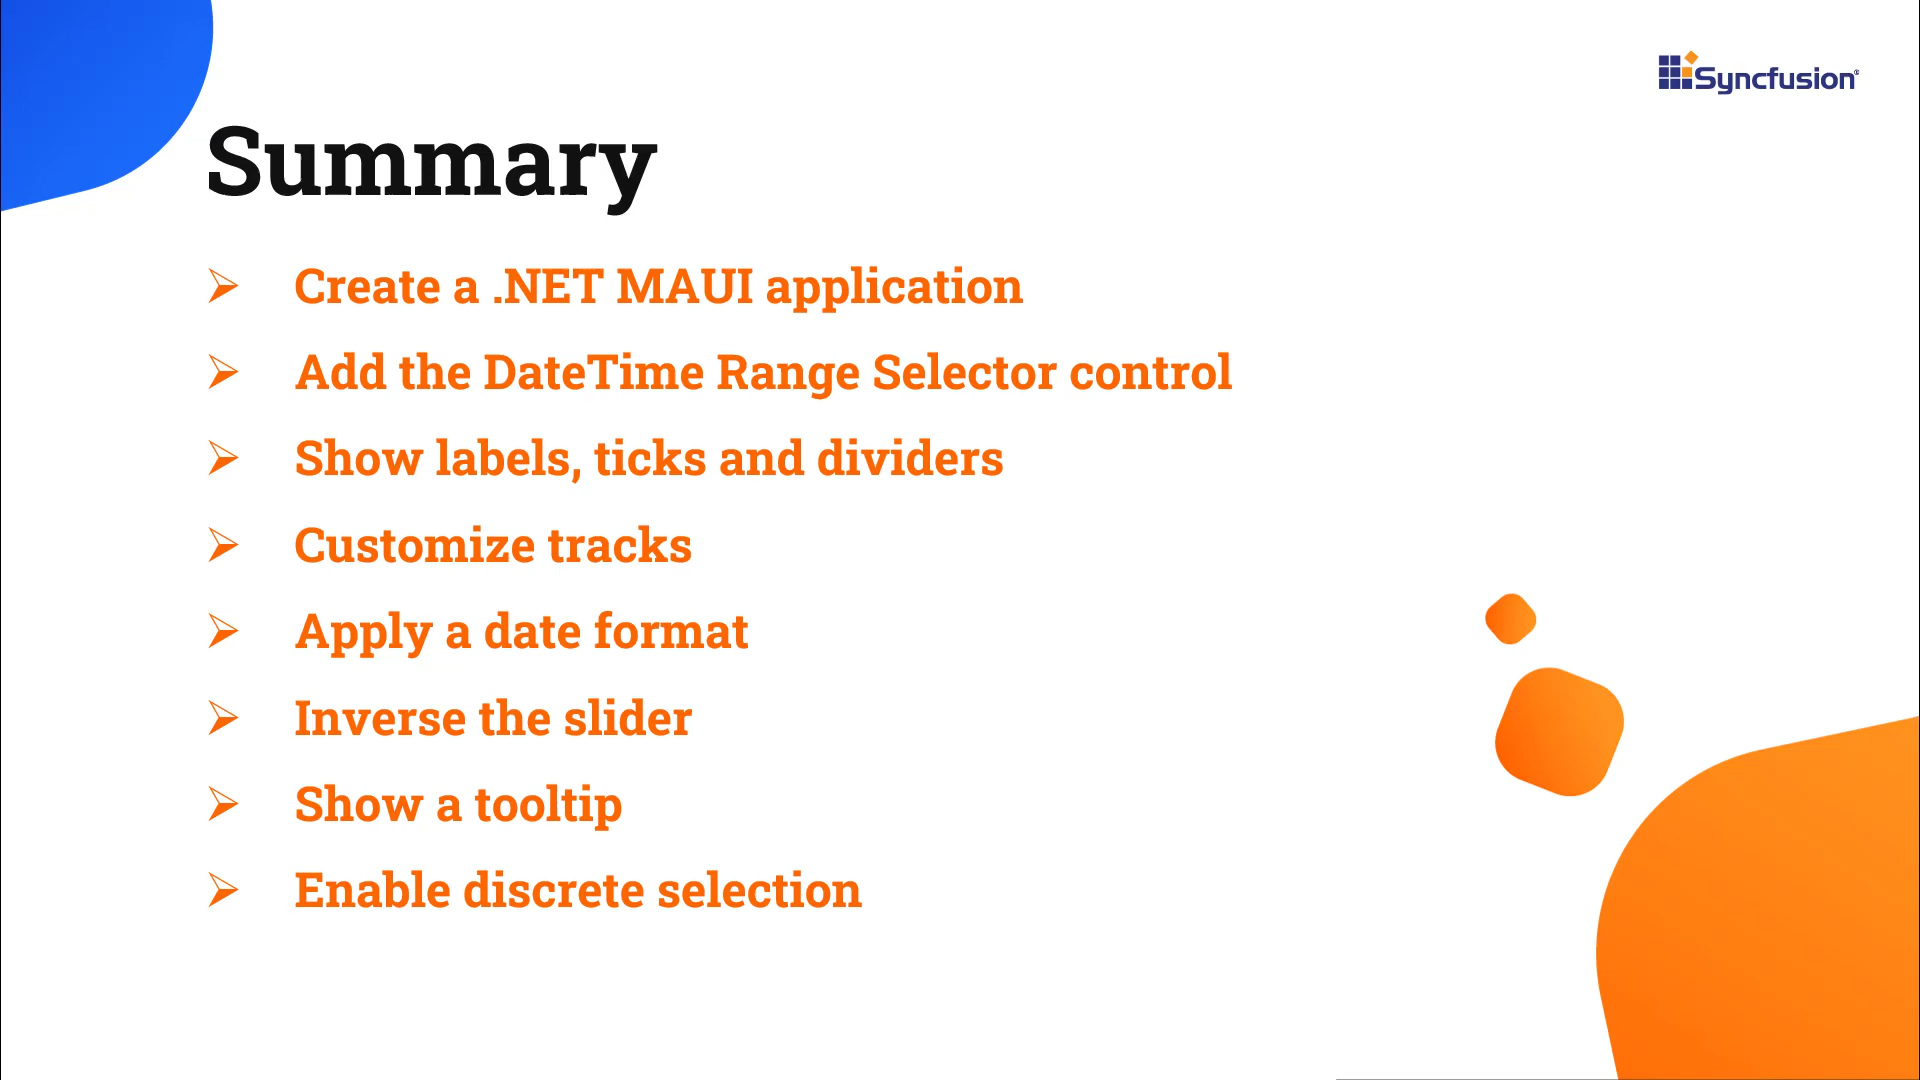 Syncfusion®
Summary
➢ Create a .NET MAUI application
➢ Add the DateTime Range Selector control
➢ Show labels, ticks and dividers
➢ Customize tracks
➢ Apply a date format
➢ Inverse the slider
➢ Show a tooltip
➢ Enable discrete selection